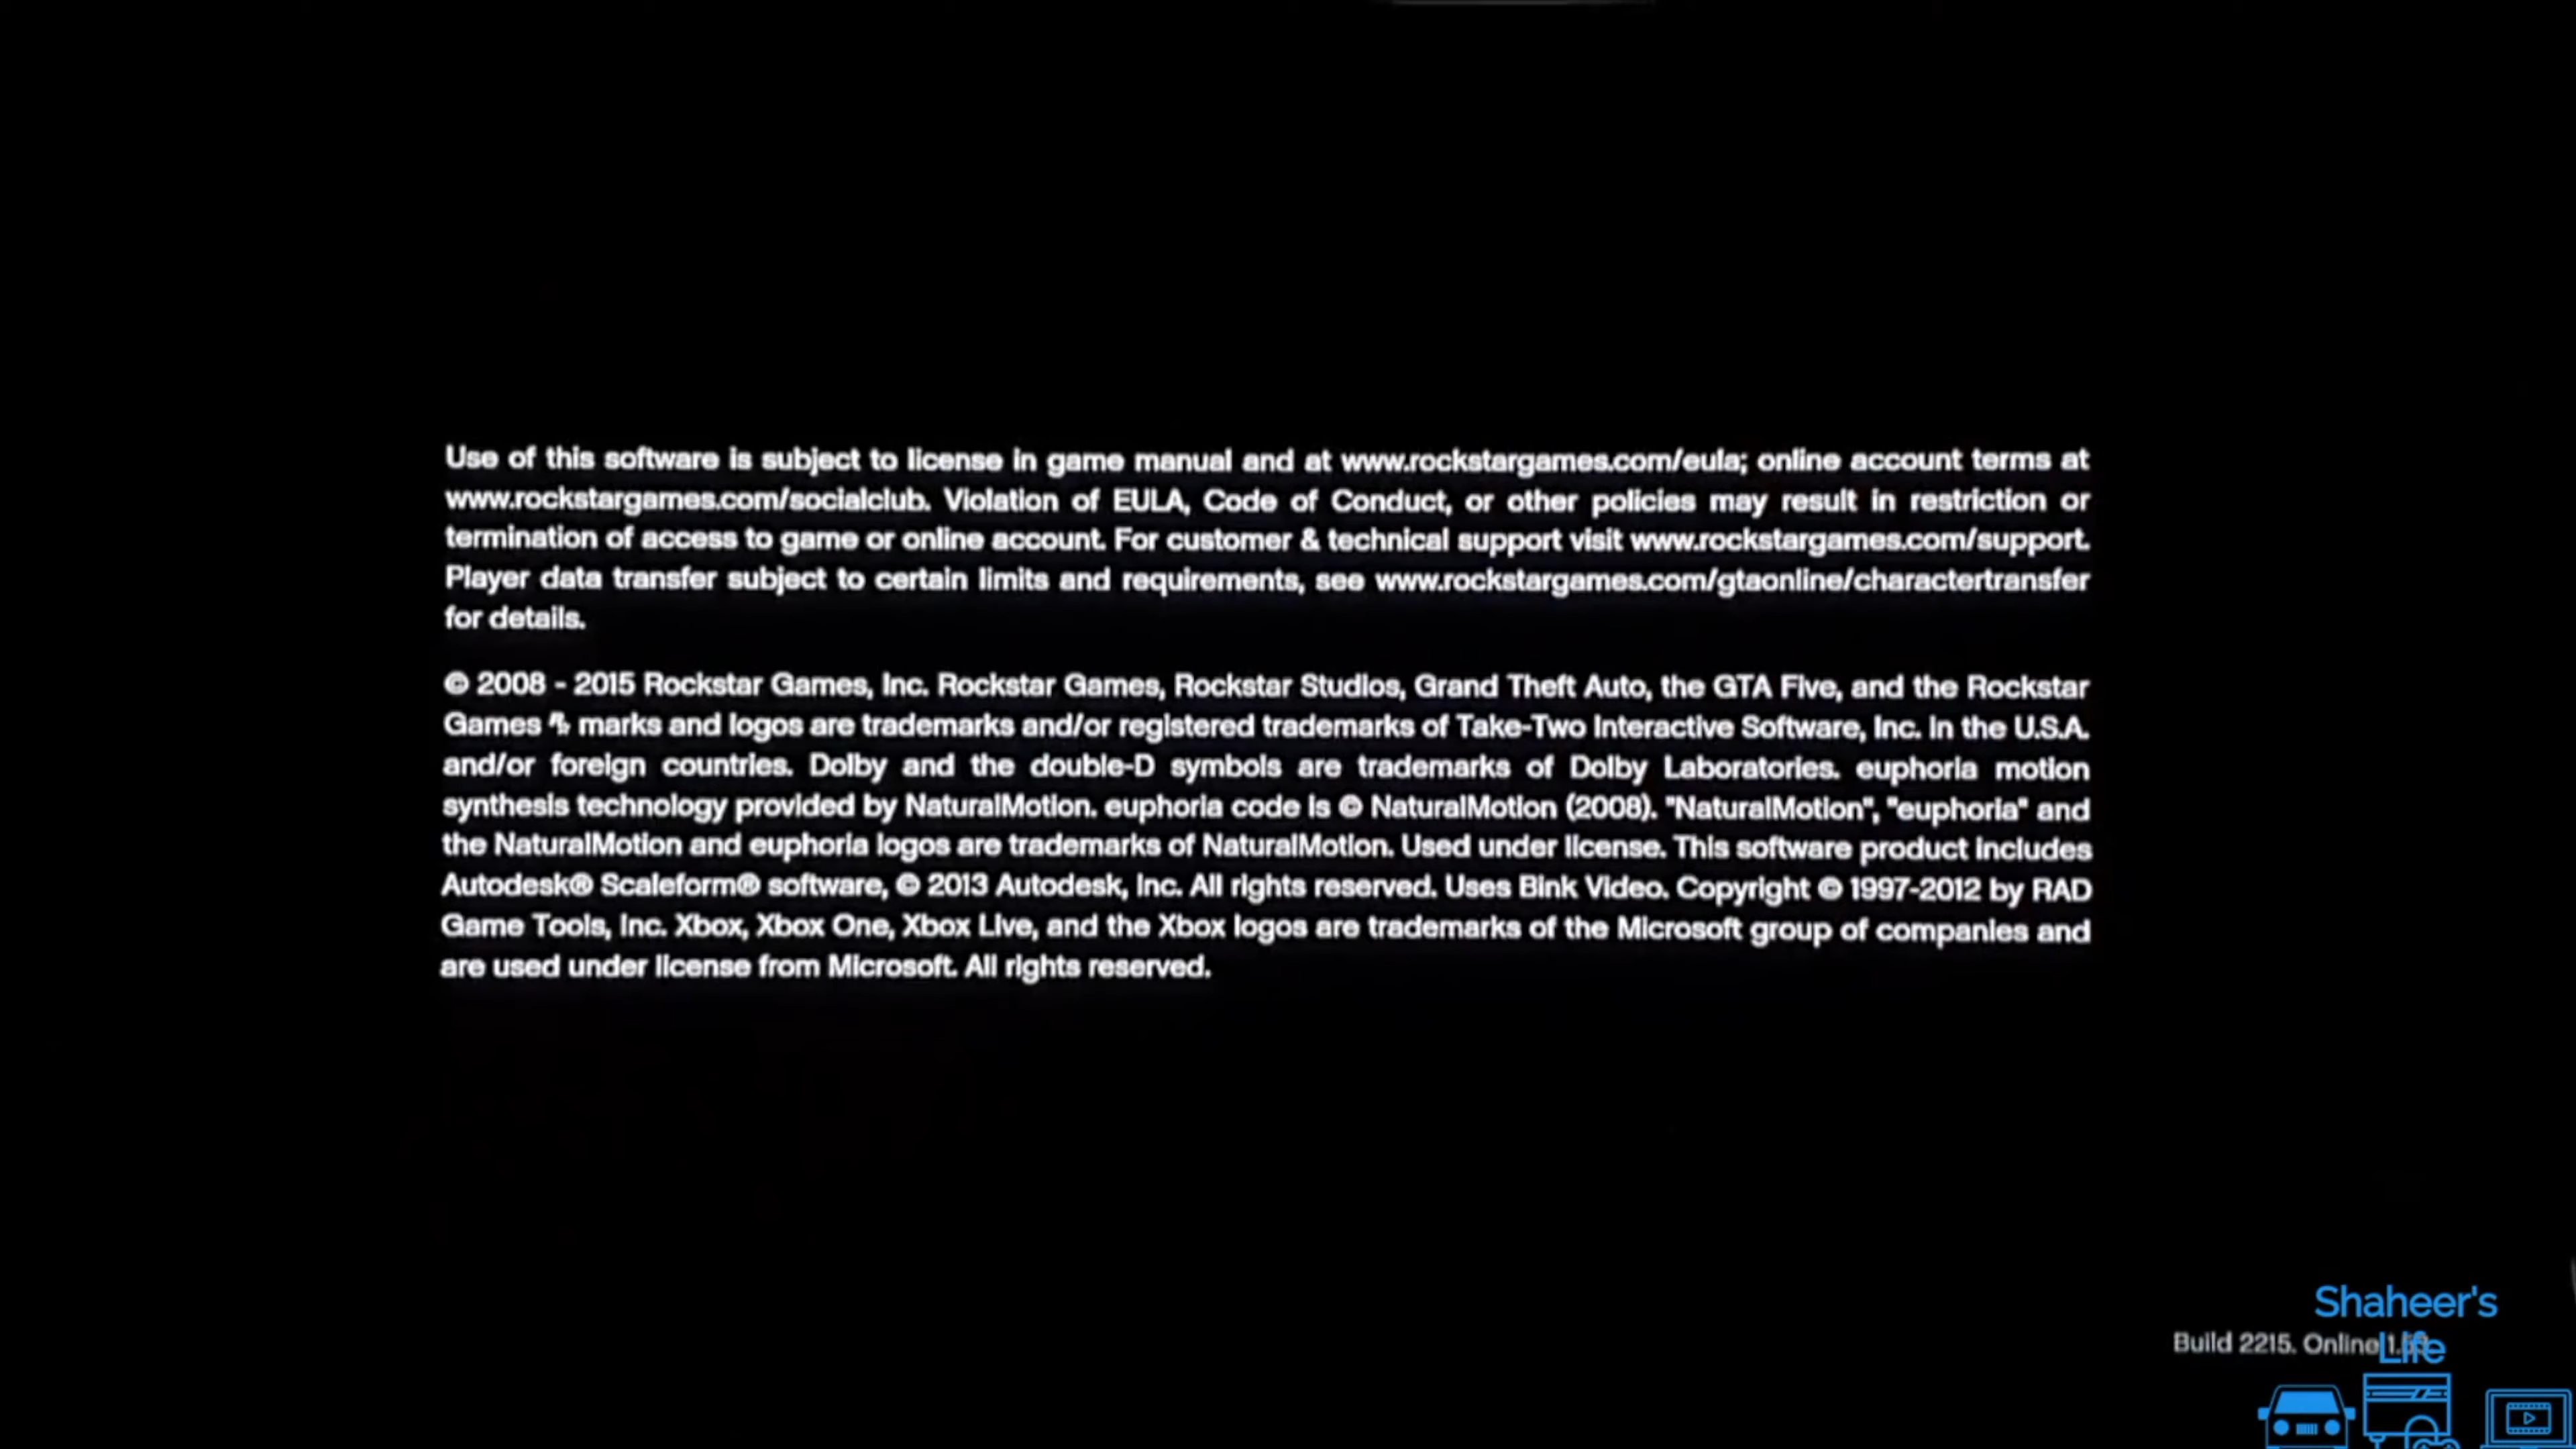 Use of this software is subject to license in game manual and at www.rockstargames.com/eula; online account terms at
www.rockstargames.com/socialclub. Violation of EULA, Code of Conduct, or other policies may result in restriction or
termination of access to game or online account. For customer & technical support visit www.rockstargames.com/support.
Player data transfer subject to certain limits and requirements, see www.rockstargames.com/gtaonline/charactertransfer
for details.
© 2008 - 2015 Rockstar Games, Inc. Rockstar Games, Rockstar Studios, Grand Theft Auto, the GTA Five, and the Rockstar
Games marks and logos are trademarks and/or registered trademarks of Take-Two Interactive Software, Inc. in the U.S.A.
and/or foreign countries. Dolby and the double-D symbols are trademarks of Dolby Laboratories. euphoria motion
synthesis technology provided by NaturalMotion. euphoria code is © NaturalMotion (2008). "NaturalMotion", "euphoria" and
the NaturalMotion and euphoria logos are trademarks of NaturalMotion. Used under license. This software product includes
Autodesk® Scaleform® software, © 2013 Autodesk, Inc. All rights reserved. Uses Bink Video. Copyright © 1997-2012 by RAD
Game Tools, Inc. Xbox, Xbox One, Xbox Live, and the Xbox logos are trademarks of the Microsoft group of companies and
are used under license from Microsoft. All rights reserved.
Shaheer's
Life
Build 2215. Online